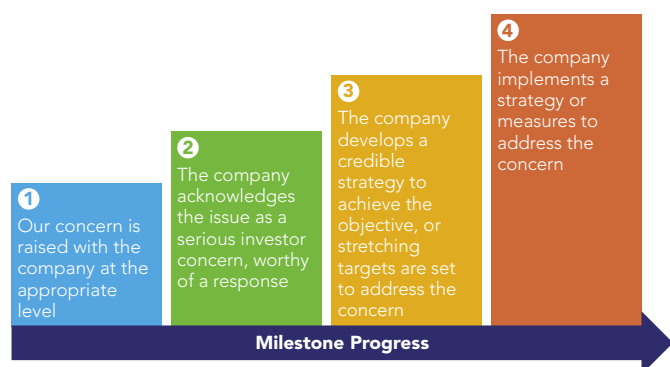 1
Our concern is
raised with the
company at the
appropriate
level
2
The company
acknowledges
the issue as a
serious investor
concern, worthy
of a response
3
The company
develops a
credible
strategy to
achieve the
objective, or
stretching
targets are set
to address the
concern
4
The company
implements a
strategy or
measures to
address the
concern
Milestone Progress